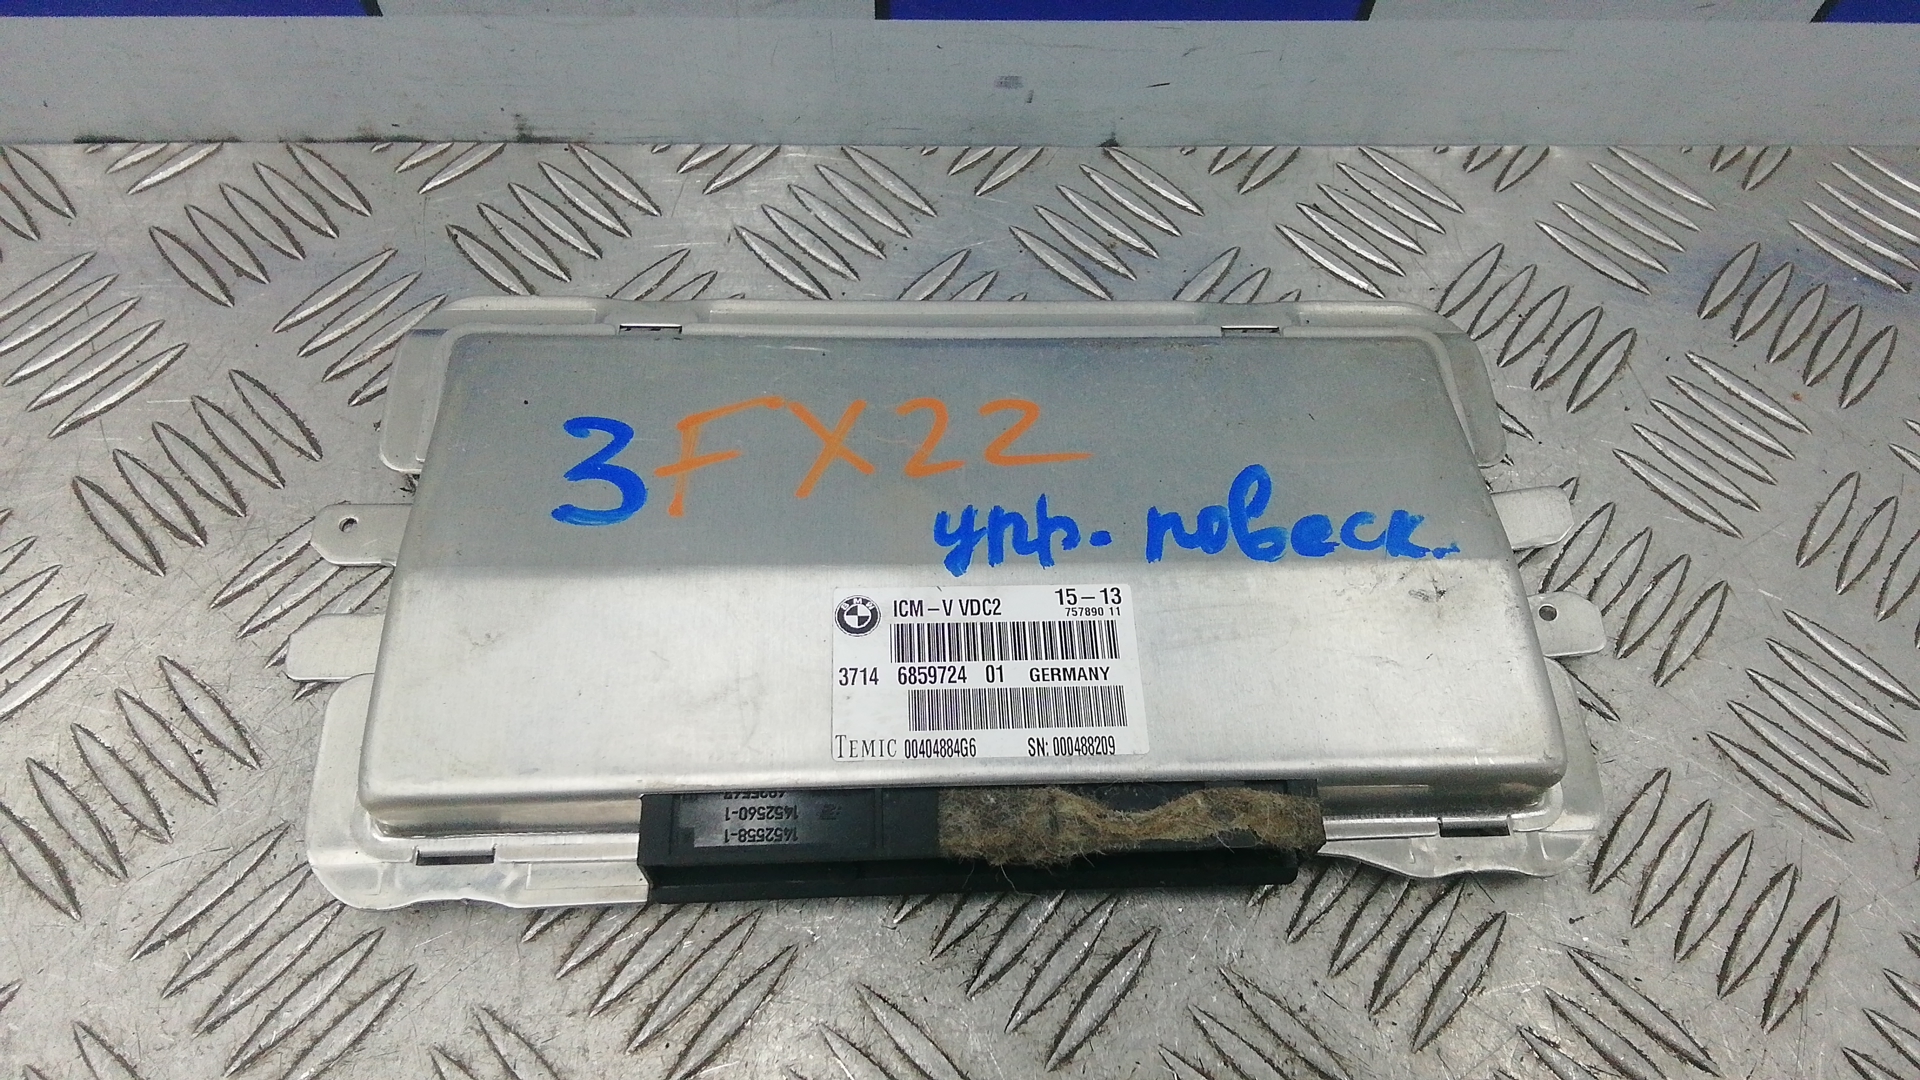 3FX22
упр. повеск.
BMW
ICM-V VDC2
15-13
757890 11
3714 6859724 01 GERMANY
TEMIC 00404884G6 SN: 000488209
1452560-1
1452558-1